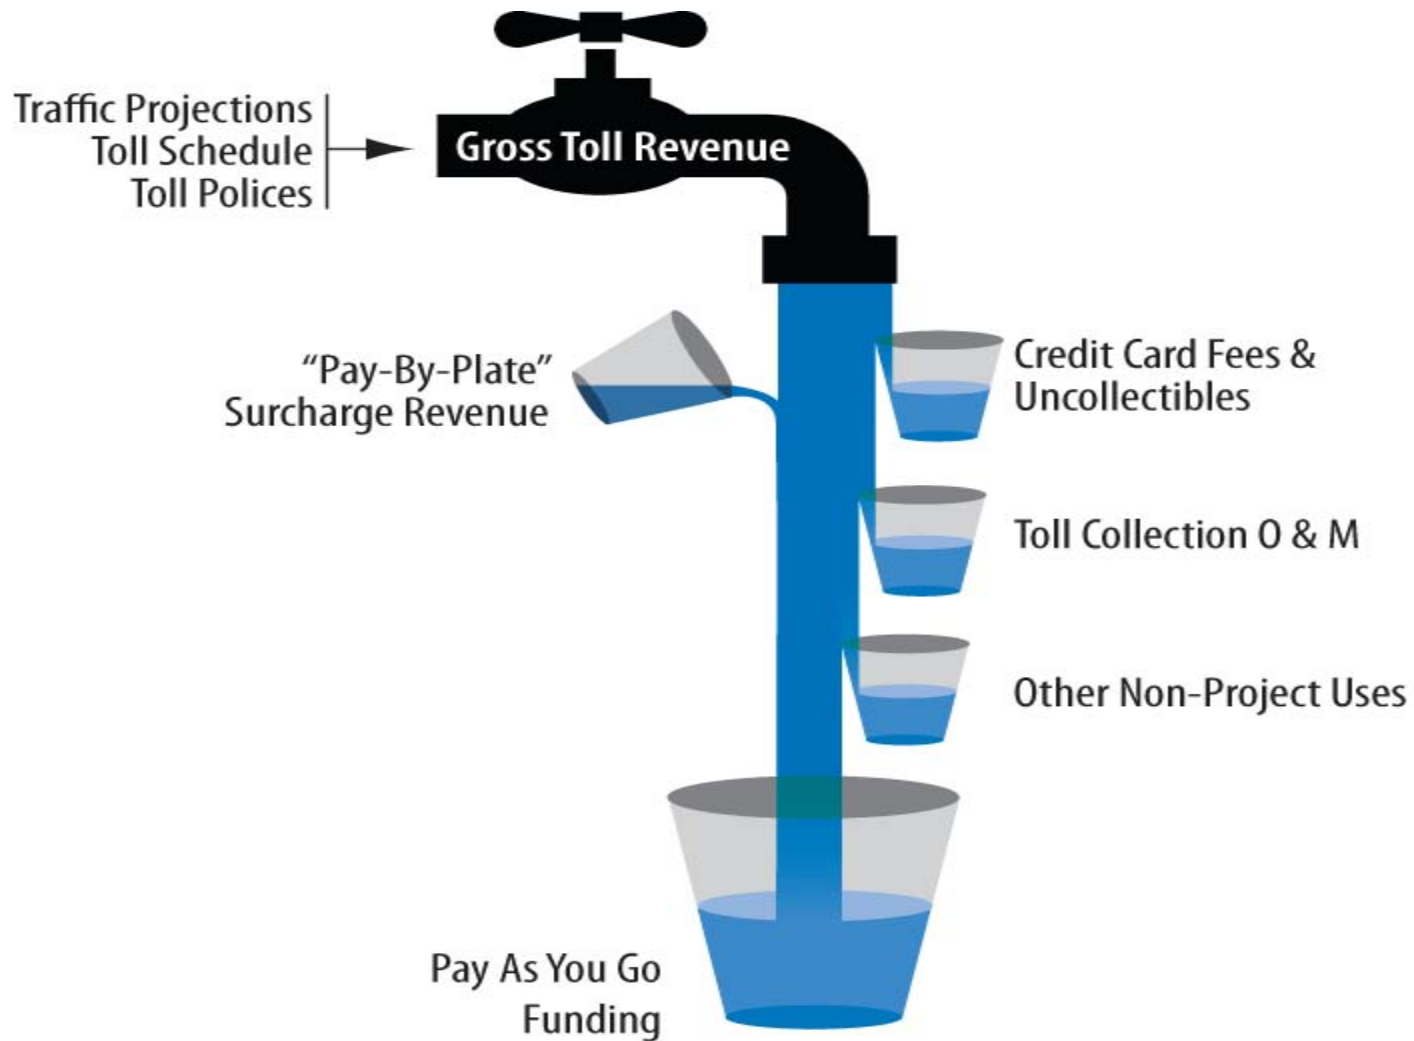 Traffic Projections
Toll Schedule
Toll Polices
Gross Toll Revenue
“Pay-By-Plate”
Surcharge Revenue
Credit Card Fees &
Uncollectibles
Toll Collection O & M
Other Non-Project Uses
Pay As You Go
Funding